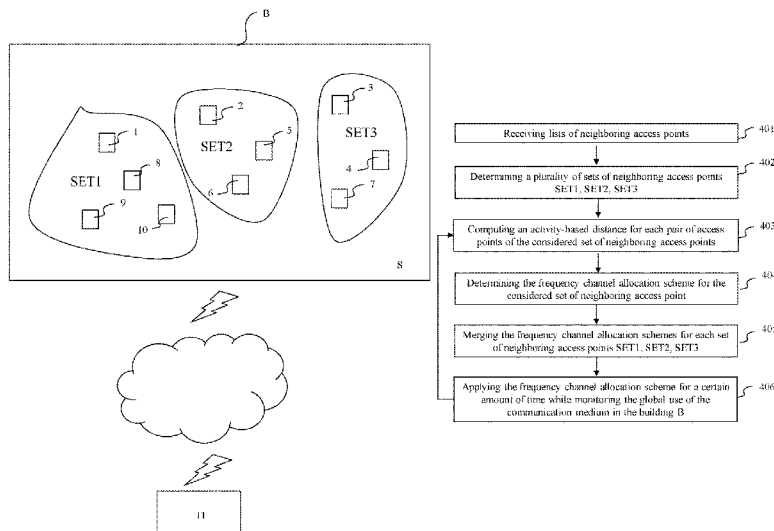 B
3
2
1
SET3
5
SET2
8
4
SET1
6
7
9
10
S
11
Receiving lists of neighboring access points
401
Determining a plurality of sets of neighboring access points
SET1, SET2, SET3
402
Computing an activity-based distance for each pair of access
points of the considered set of neighboring access points
403
Determining the frequency channel allocation scheme for the
considered set of neighboring access point
40
Merging the frequency channel allocation schemes for each set
of neighboring access points SET1, SET2, SET3
40
Applying the frequency channel allocation scheme for a certain
amount of time while monitoring the global use of the
communication medium in the building B
406